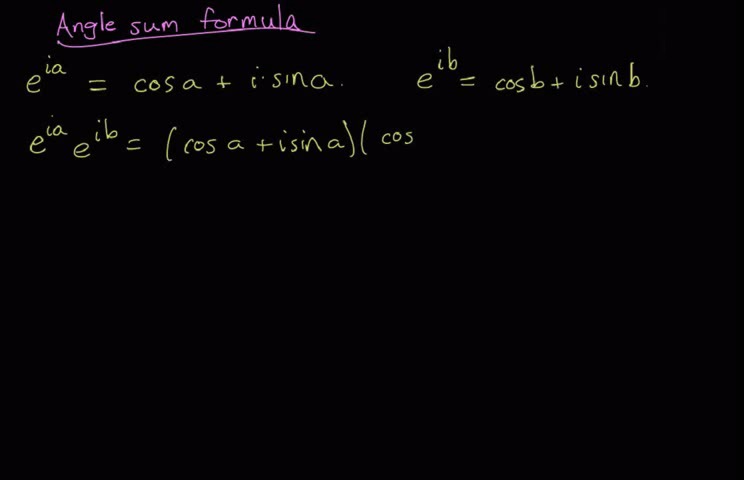 Angle sum formula
e^{ia} = cos a + i·sin a. e^{ib} = cos b + i sin b.
e^{ia} e^{ib} = (cos a + i sin a)( cos